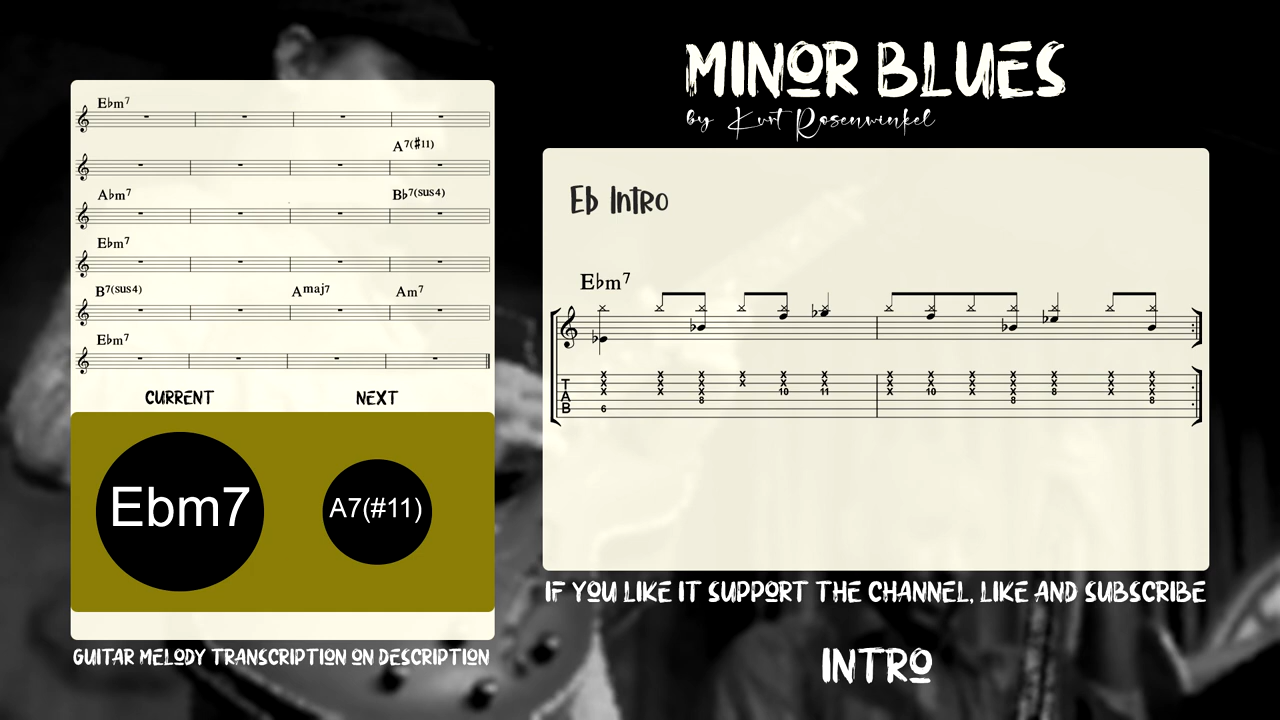 MINOR BLUES
by Kurt Rosenwinkel
Ebm7
A7(#11)
Abm7 Bb7(sus4)
Ebm7
B7(sus4) Amaj7 Am7
Ebm7
CURRENT NEXT
Ebm7 A7(#11)
GUITAR MELODY TRANSCRIPTION ON DESCRIPTION
Eb Intro
Ebm7
x x x x x x x x x x x x x
x x x x x x x x x x x x x
T x x x 10 11 x 10 x x x x x
A 8 8 8 8
B 6
IF YOU LIKE IT SUPPORT THE CHANNEL, LIKE AND SUBSCRIBE
INTRO